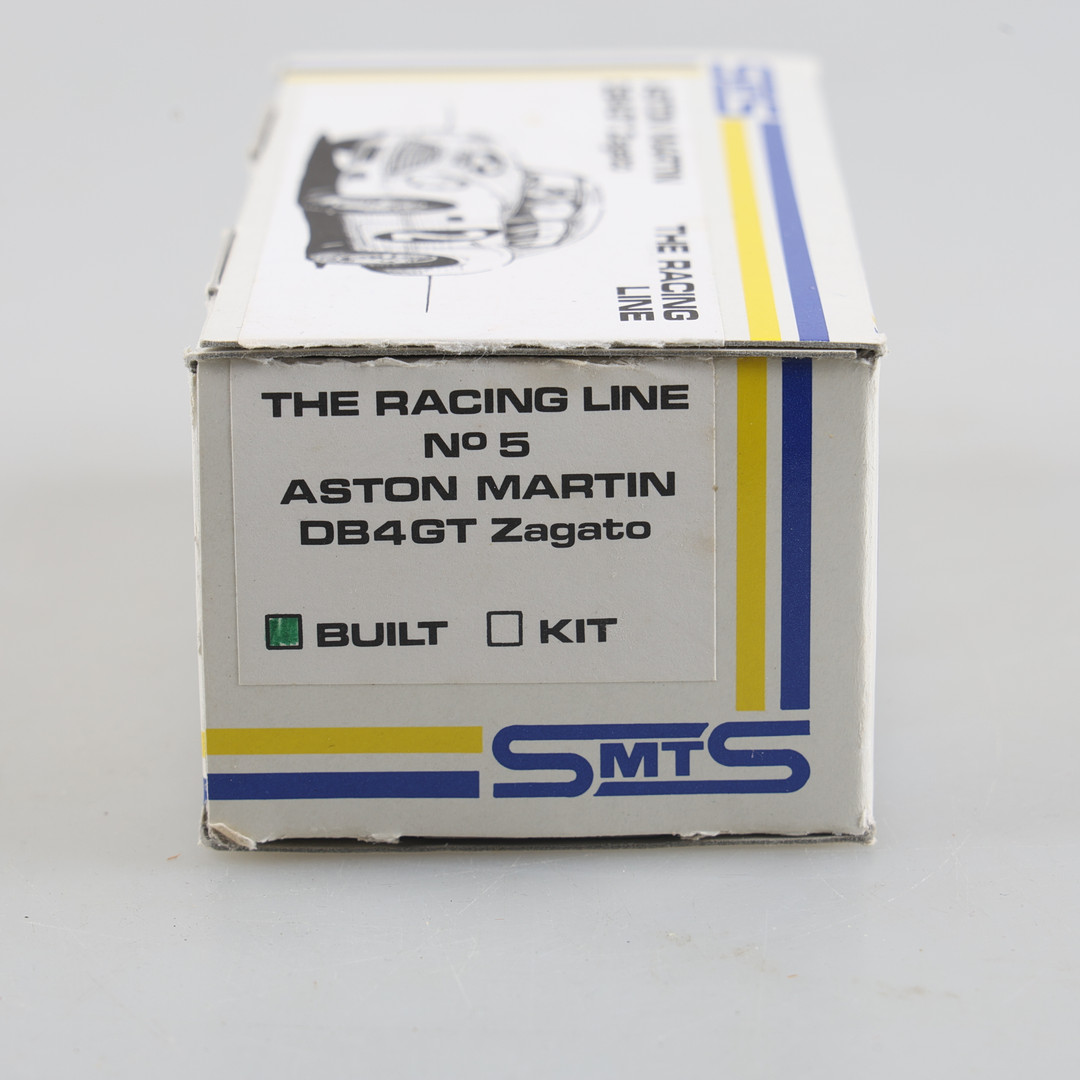 SMTS
ASTON MARTIN
DB4GT Zagato
THE RACING
LINE
THE RACING LINE
Nº 5
ASTON MARTIN
DB4GT Zagato
BUILT KIT
SMTS